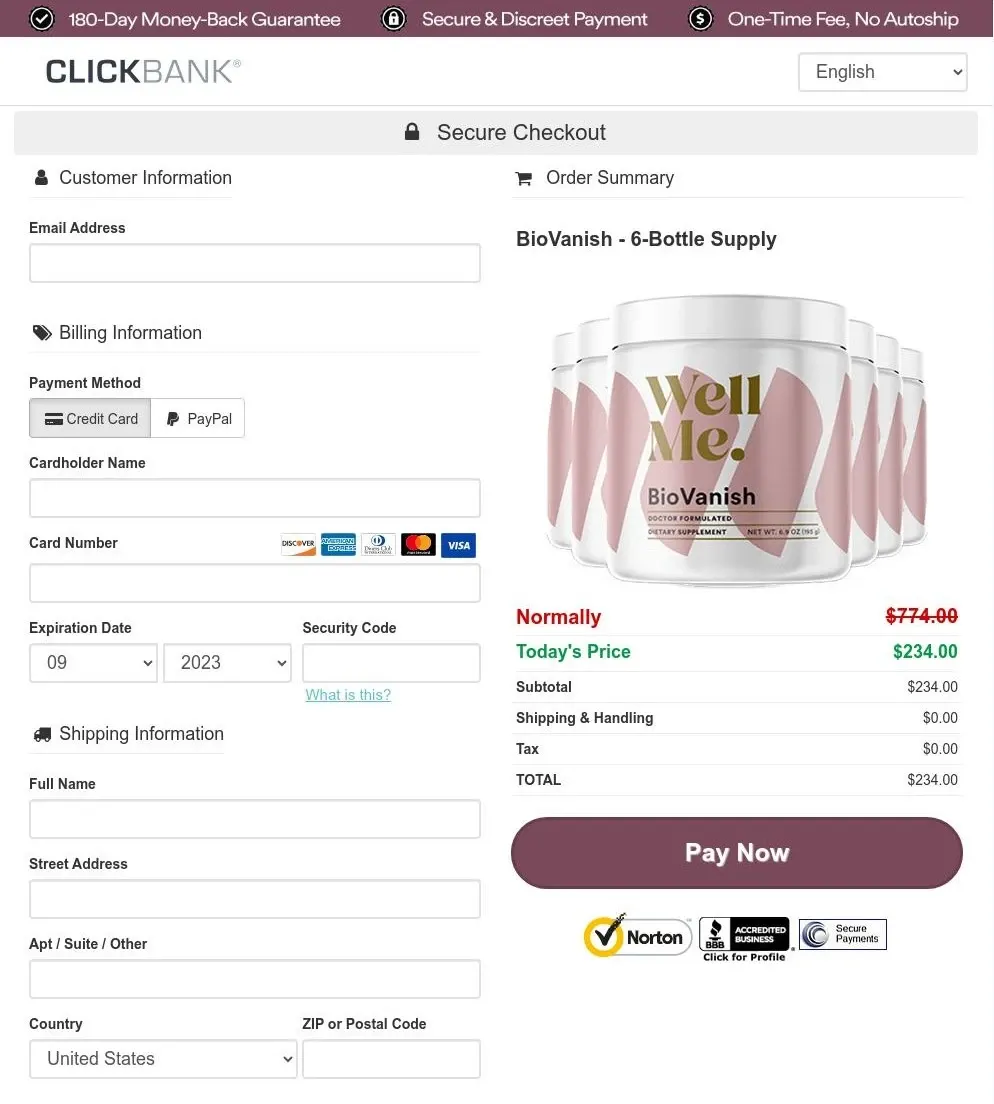 180-Day Money-Back Guarantee
Secure & Discreet Payment
One-Time Fee, No Autoship
CLICKBANK®
English
Secure Checkout
Customer Information
Email Address
Billing Information
Payment Method
Credit Card
PayPal
Cardholder Name
Card Number
DISCOVER
AMERICAN EXPRESS
Diners Club
INTERNATIONAL
VISA
Expiration Date
Security Code
09
2023
What is this?
Shipping Information
Full Name
Street Address
Apt / Suite / Other
Country
ZIP or Postal Code
United States
Order Summary
BioVanish - 6-Bottle Supply
Well
Me.
BioVanish
DOCTOR FORMULATED
DIETARY SUPPLEMENT
NET WT. 6.9 OZ (195 g)
Normally $774.00
Today's Price $234.00
Subtotal $234.00
Shipping & Handling $0.00
Tax $0.00
TOTAL $234.00
Pay Now
Norton
BBB
ACCREDITED
BUSINESS
Click for Profile
Secure
Payments